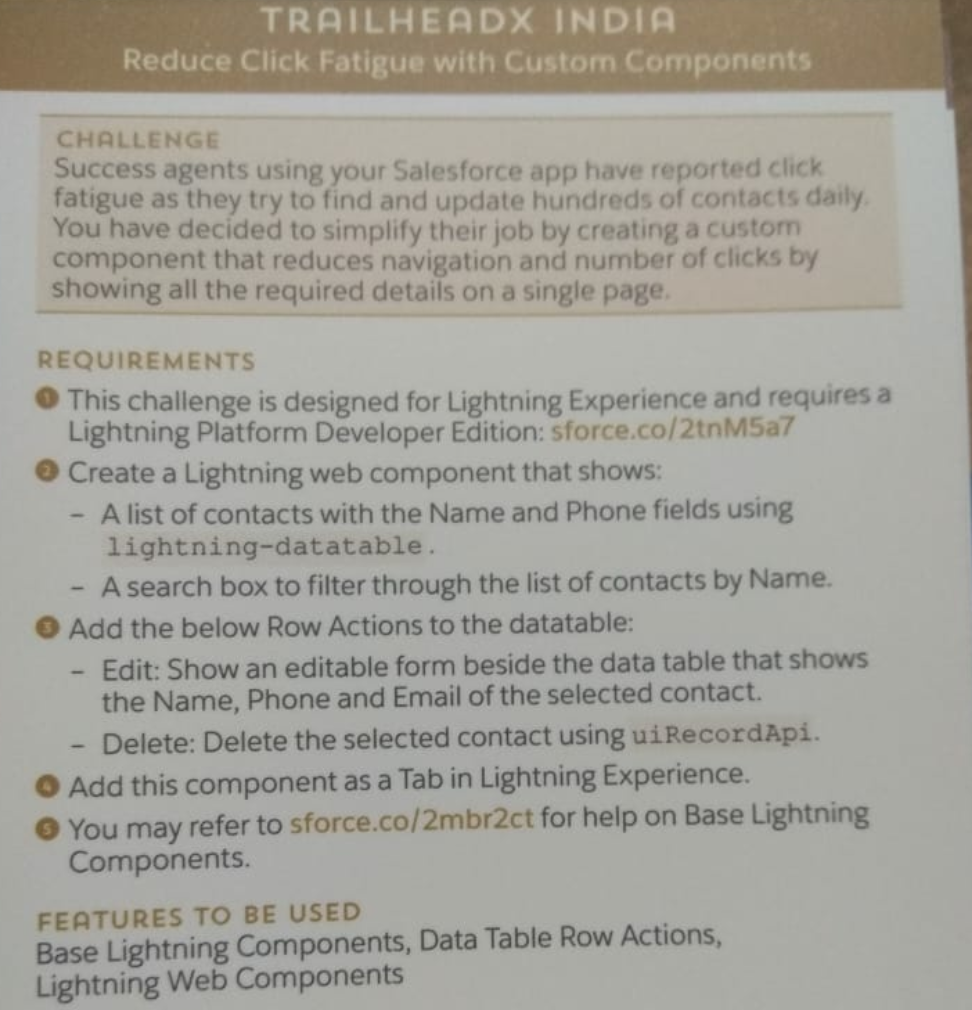 TRAILHEADX INDIA
Reduce Click Fatigue with Custom Components
CHALLENGE
Success agents using your Salesforce app have reported click
fatigue as they try to find and update hundreds of contacts daily.
You have decided to simplify their job by creating a custom
component that reduces navigation and number of clicks by
showing all the required details on a single page.
REQUIREMENTS
1 This challenge is designed for Lightning Experience and requires a
Lightning Platform Developer Edition: sforce.co/2tnM5a7
2 Create a Lightning web component that shows:
– A list of contacts with the Name and Phone fields using
lightning-datatable.
– A search box to filter through the list of contacts by Name.
3 Add the below Row Actions to the datatable:
– Edit: Show an editable form beside the data table that shows
the Name, Phone and Email of the selected contact.
– Delete: Delete the selected contact using uiRecordApi.
4 Add this component as a Tab in Lightning Experience.
5 You may refer to sforce.co/2mbr2ct for help on Base Lightning
Components.
FEATURES TO BE USED
Base Lightning Components, Data Table Row Actions,
Lightning Web Components